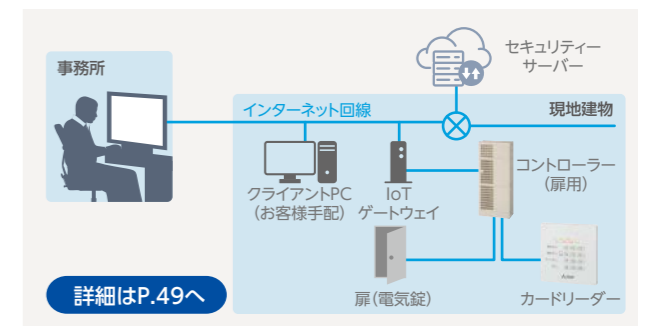 セキュリティー
サーバー
事務所
インターネット回線
現地建物
クライアントPC
(お客様手配)
IoT
ゲートウェイ
コントローラー
(扉用)
扉(電気錠)
カードリーダー
詳細はP.49へ